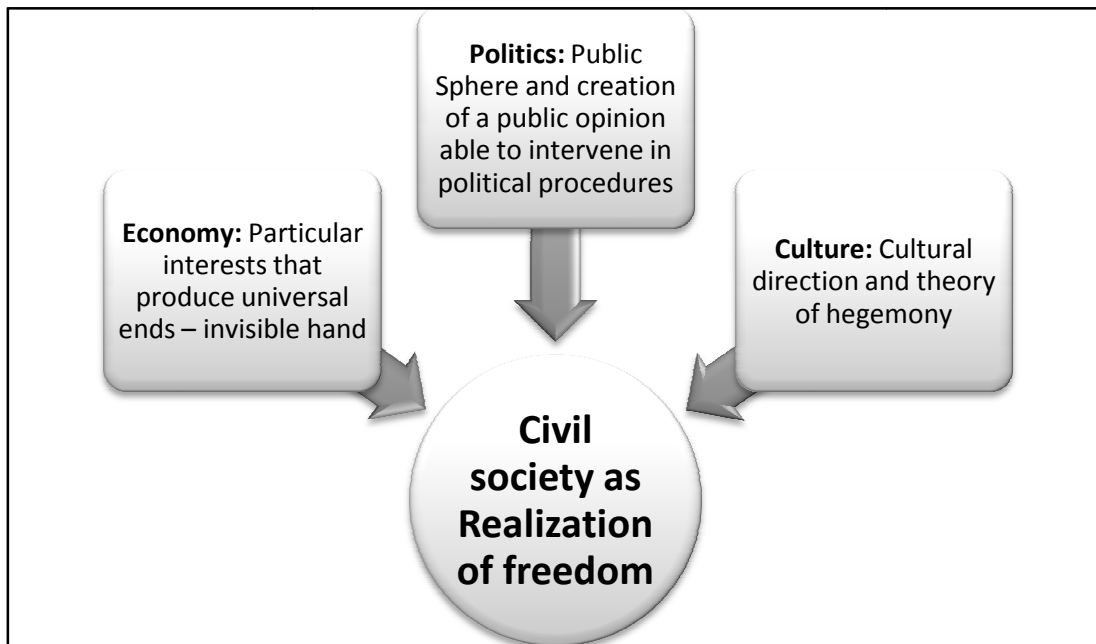 Politics: Public
Sphere and creation
of a public opinion
able to intervene in
political procedures
Economy: Particular
interests that
produce universal
ends – invisible hand
Culture: Cultural
direction and theory
of hegemony
Civil
society as
Realization
of freedom